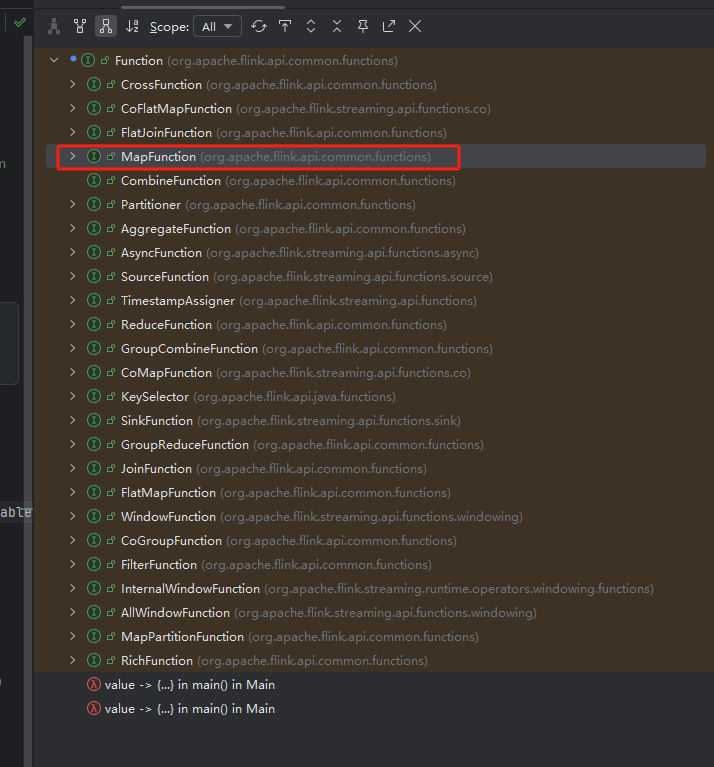 Scope: All
Function (org.apache.flink.api.common.functions)
CrossFunction (org.apache.flink.api.common.functions)
CoFlatMapFunction (org.apache.flink.streaming.api.functions.co)
FlatJoinFunction (org.apache.flink.api.common.functions)
m
MapFunction (org.apache.flink.api.common.functions)
CombineFunction (org.apache.flink.api.common.functions)
Partitioner (org.apache.flink.api.common.functions)
AggregateFunction (org.apache.flink.api.common.functions)
AsyncFunction (org.apache.flink.streaming.api.functions.async)
SourceFunction (org.apache.flink.streaming.api.functions.source)
TimestampAssigner (org.apache.flink.streaming.api.functions)
ReduceFunction (org.apache.flink.api.common.functions)
GroupCombineFunction (org.apache.flink.api.common.functions)
CoMapFunction (org.apache.flink.streaming.api.functions.co)
KeySelector (org.apache.flink.api.java.functions)
SinkFunction (org.apache.flink.streaming.api.functions.sink)
GroupReduceFunction (org.apache.flink.api.common.functions)
JoinFunction (org.apache.flink.api.common.functions)
FlatMapFunction (org.apache.flink.api.common.functions)
able
WindowFunction (org.apache.flink.streaming.api.functions.windowing)
CoGroupFunction (org.apache.flink.api.common.functions)
FilterFunction (org.apache.flink.api.common.functions)
InternalWindowFunction (org.apache.flink.streaming.runtime.operators.windowing.functions)
AllWindowFunction (org.apache.flink.streaming.api.functions.windowing)
MapPartitionFunction (org.apache.flink.api.common.functions)
RichFunction (org.apache.flink.api.common.functions)
value -> {...} in main() in Main
value -> {...} in main() in Main